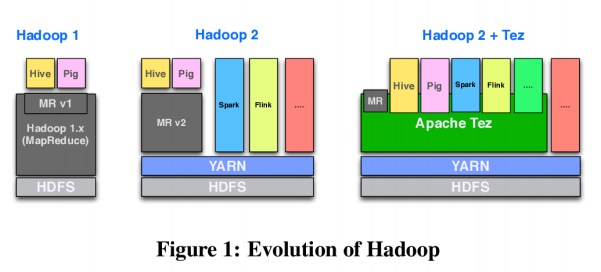 Hadoop 1
Hive Pig
MR v1
Hadoop 1.x
(MapReduce)
HDFS
Hadoop 2
Hive Pig
MR v2
Spark
Flink
....
YARN
HDFS
Hadoop 2 + Tez
MR
Hive
Pig
Spark
Flink
....
....
Apache Tez
YARN
HDFS
Figure 1: Evolution of Hadoop